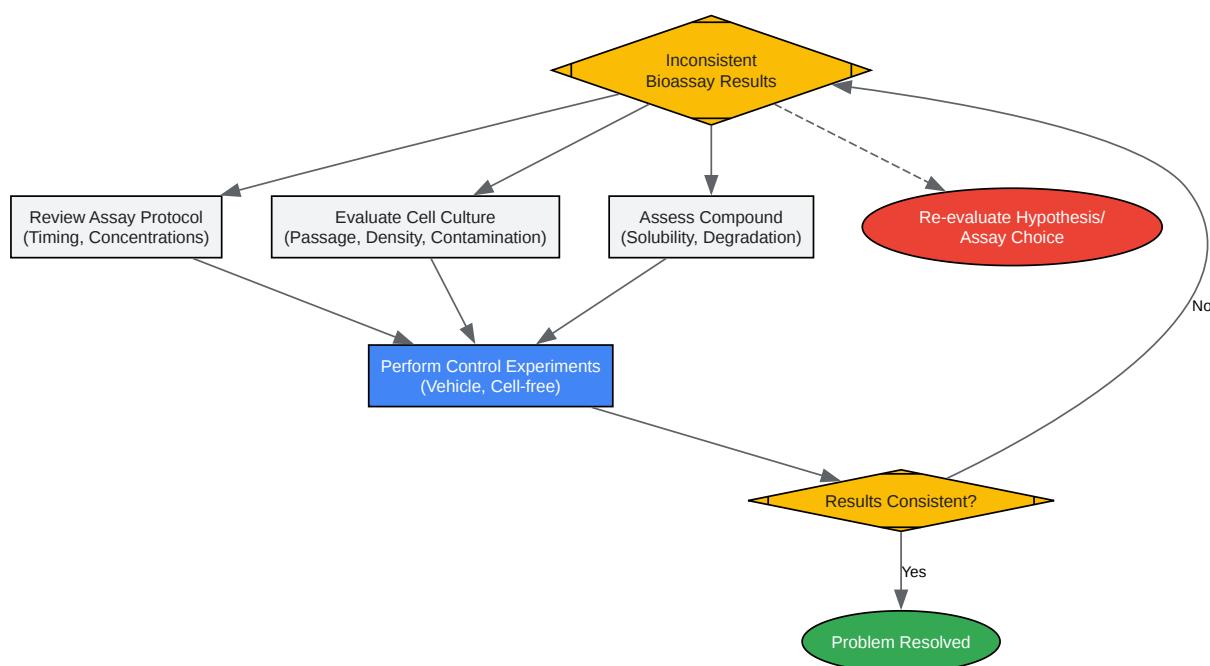 Inconsistent
Bioassay Results
Review Assay Protocol
(Timing, Concentrations)
Evaluate Cell Culture
(Passage, Density, Contamination)
Assess Compound
(Solubility, Degradation)
Re-evaluate Hypothesis/
Assay Choice
No
Perform Control Experiments
(Vehicle, Cell-free)
Results Consistent?
Yes
Problem Resolved